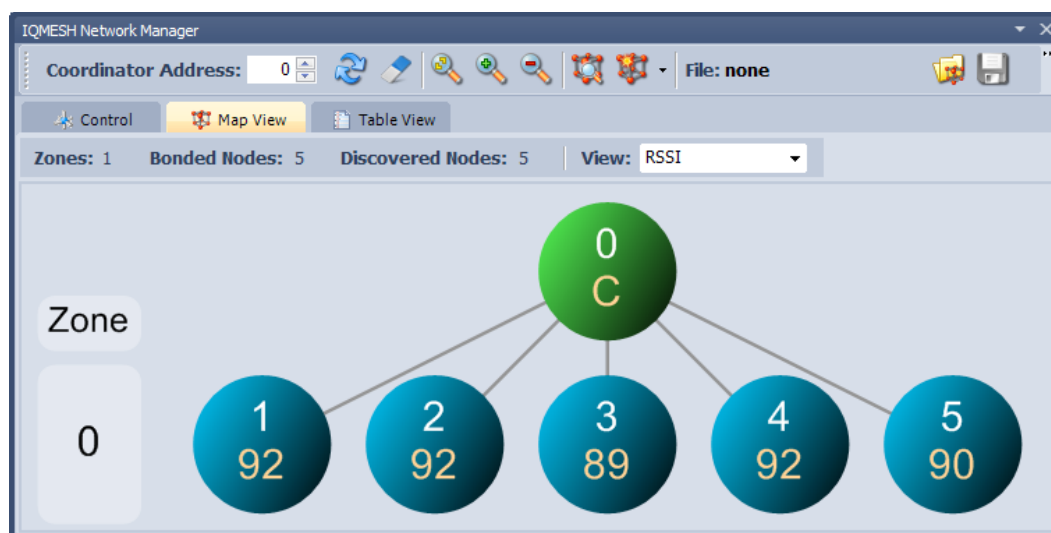 IQMESH Network Manager
Coordinator Address: 0 File: none
Control Map View Table View
Zones: 1 Bonded Nodes: 5 Discovered Nodes: 5 View: RSSI
0
C
Zone
0
1
92
2
92
3
89
4
92
5
90